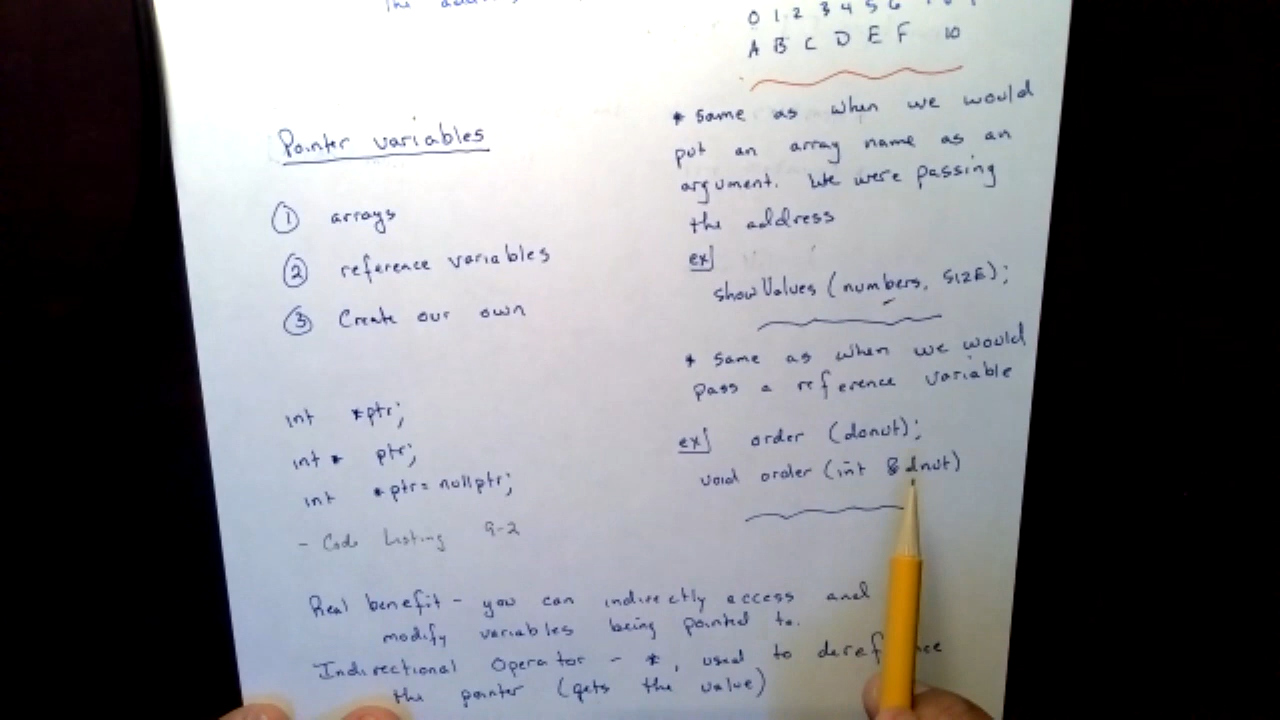 The
0 1 2 3 4 5 6
A B C D E F 10
Pointer variables
① arrays
② reference variables
③ Create our own
int *ptr;
int * ptr;
int *ptr = nullptr;
- Code Listing 9-2
* Same as when we would
put an array name as an
argument. We were passing
the address
ex]
showValues (numbers, SIZE);
* Same as when we would
pass a reference variable
ex] order (donut);
void order (int &dnut)
Real benefit - you can indirectly access and
modify variables being pointed to.
Indirectional Operator - *, used to dereference
the pointer (gets the value)